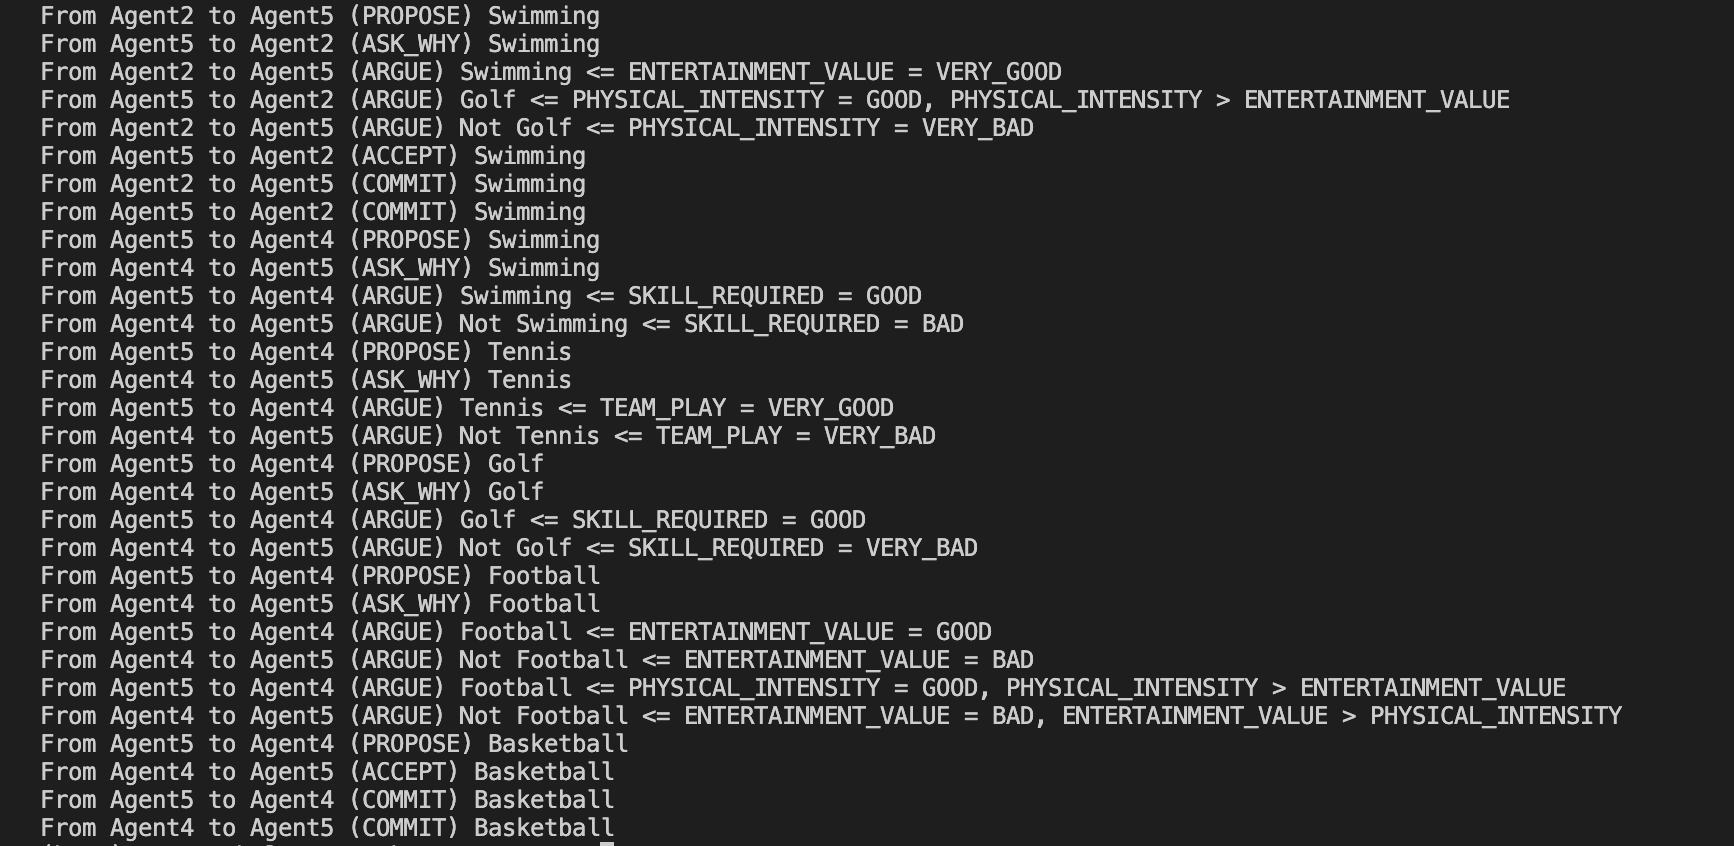 From Agent2 to Agent5 (PROPOSE) Swimming
From Agent5 to Agent2 (ASK_WHY) Swimming
From Agent2 to Agent5 (ARGUE) Swimming <= ENTERTAINMENT_VALUE = VERY_GOOD
From Agent5 to Agent2 (ARGUE) Golf <= PHYSICAL_INTENSITY = GOOD, PHYSICAL_INTENSITY > ENTERTAINMENT_VALUE
From Agent2 to Agent5 (ARGUE) Not Golf <= PHYSICAL_INTENSITY = VERY_BAD
From Agent5 to Agent2 (ACCEPT) Swimming
From Agent2 to Agent5 (COMMIT) Swimming
From Agent5 to Agent2 (COMMIT) Swimming
From Agent5 to Agent4 (PROPOSE) Swimming
From Agent4 to Agent5 (ASK_WHY) Swimming
From Agent5 to Agent4 (ARGUE) Swimming <= SKILL_REQUIRED = GOOD
From Agent4 to Agent5 (ARGUE) Not Swimming <= SKILL_REQUIRED = BAD
From Agent5 to Agent4 (PROPOSE) Tennis
From Agent4 to Agent5 (ASK_WHY) Tennis
From Agent5 to Agent4 (ARGUE) Tennis <= TEAM_PLAY = VERY_GOOD
From Agent4 to Agent5 (ARGUE) Not Tennis <= TEAM_PLAY = VERY_BAD
From Agent5 to Agent4 (PROPOSE) Golf
From Agent4 to Agent5 (ASK_WHY) Golf
From Agent5 to Agent4 (ARGUE) Golf <= SKILL_REQUIRED = GOOD
From Agent4 to Agent5 (ARGUE) Not Golf <= SKILL_REQUIRED = VERY_BAD
From Agent5 to Agent4 (PROPOSE) Football
From Agent4 to Agent5 (ASK_WHY) Football
From Agent5 to Agent4 (ARGUE) Football <= ENTERTAINMENT_VALUE = GOOD
From Agent4 to Agent5 (ARGUE) Not Football <= ENTERTAINMENT_VALUE = BAD
From Agent5 to Agent4 (ARGUE) Football <= PHYSICAL_INTENSITY = GOOD, PHYSICAL_INTENSITY > ENTERTAINMENT_VALUE
From Agent4 to Agent5 (ARGUE) Not Football <= ENTERTAINMENT_VALUE = BAD, ENTERTAINMENT_VALUE > PHYSICAL_INTENSITY
From Agent5 to Agent4 (PROPOSE) Basketball
From Agent4 to Agent5 (ACCEPT) Basketball
From Agent5 to Agent4 (COMMIT) Basketball
From Agent4 to Agent5 (COMMIT) Basketball